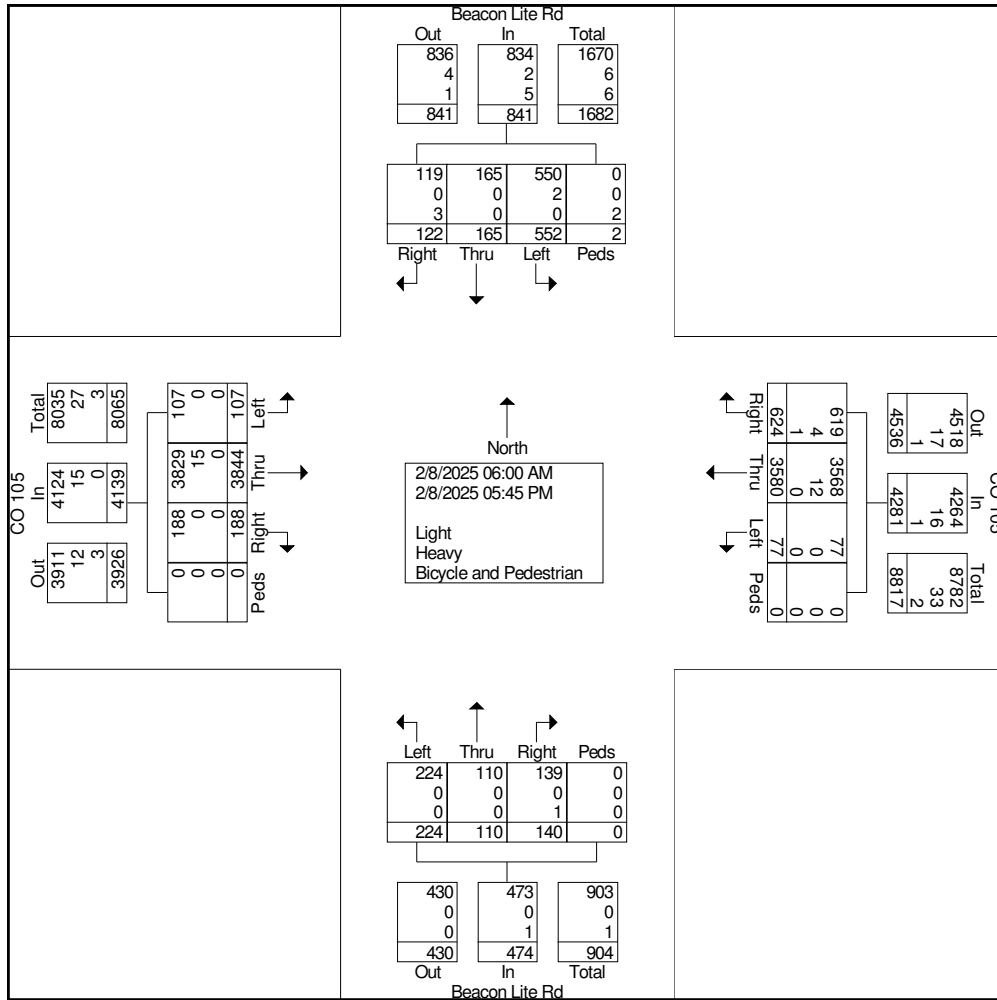 Beacon Lite Rd
Out In Total
836 834 1670
4 2 6
1 5 6
841 841 1682
119 165 550 0
0 0 2 0
3 0 0 2
122 165 552 2
Right Thru Left Peds
CO 105
Total In Out
8035 4124 3911
27 15 12
3 0 3
8065 4139 3926
107 3829 188 0
0 15 0 0
0 0 0 0
107 3844 188 0
Left Thru Right Peds
North
2/8/2025 06:00 AM
2/8/2025 05:45 PM
Light
Heavy
Bicycle and Pedestrian
CO 105
Out In Total
4518 4264 8782
17 16 33
1 1 2
4536 4281 8817
619 3568 77 0
4 12 0 0
1 0 0 0
624 3580 77 0
Right Thru Left Peds
Left Thru Right Peds
224 110 139 0
0 0 0 0
0 0 1 0
224 110 140 0
430 473 903
0 0 0
0 1 1
430 474 904
Out In Total
Beacon Lite Rd